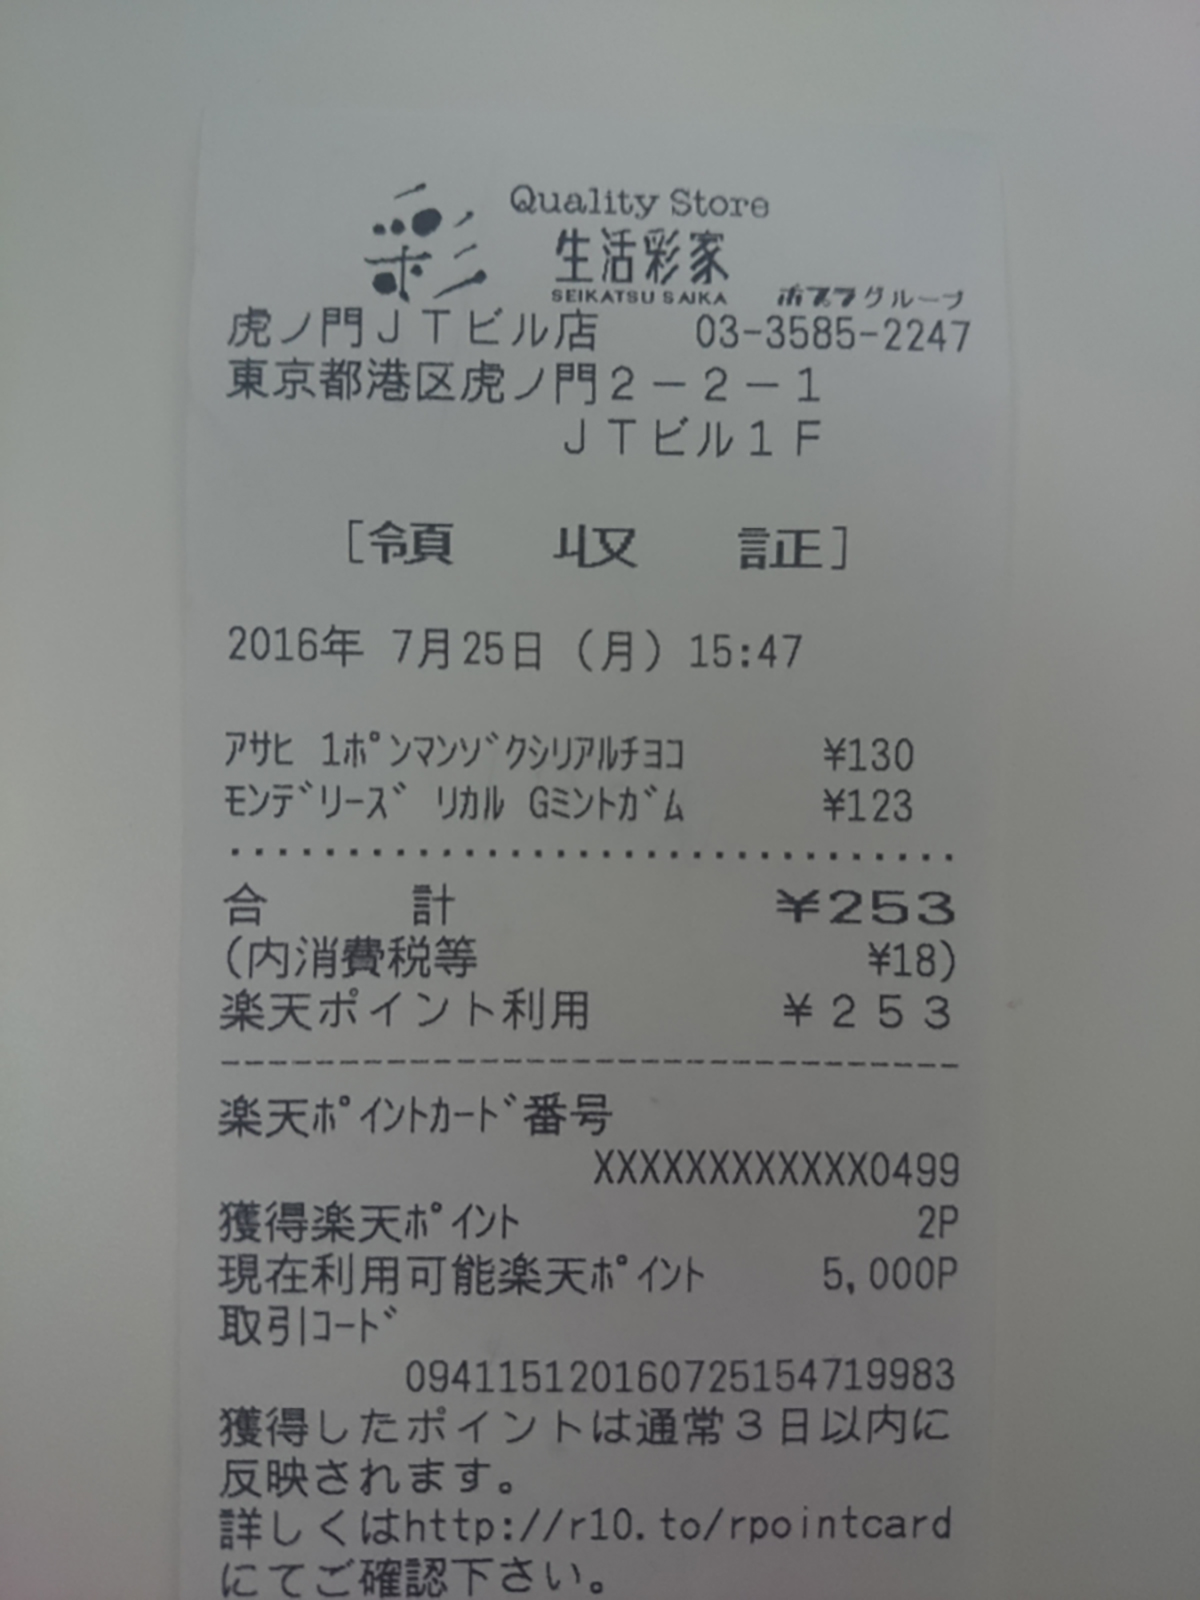 Quality Store
生活彩家
SEIKATSU SAIKA ポプラグループ
虎ノ門JTビル店 03-3585-2247
東京都港区虎ノ門2-2-1
JTビル1F
[領 収 証]
2016年 7月25日(月) 15:47
アサヒ 1ポンマンゾクシリアルチョコ ¥130
モンデリーズ リカル Gミントガム ¥123
合 計 ¥253
(内消費税等 ¥18)
楽天ポイント利用 ¥253
楽天ポイントカード番号
XXXXXXXXXXXX0499
獲得楽天ポイント 2P
現在利用可能楽天ポイント 5,000P
取引コード
094115120160725154719983
獲得したポイントは通常3日以内に
反映されます。
詳しくはhttp://r10.to/rpointcard
にてご確認下さい。